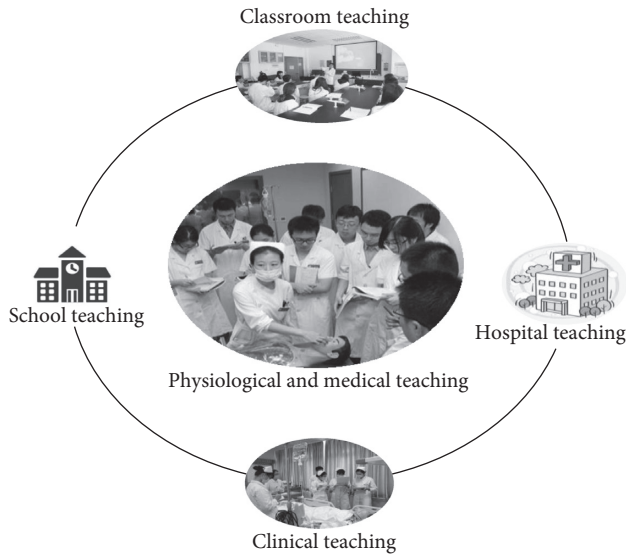 Classroom teaching
School teaching
Hospital teaching
Physiological and medical teaching
Clinical teaching